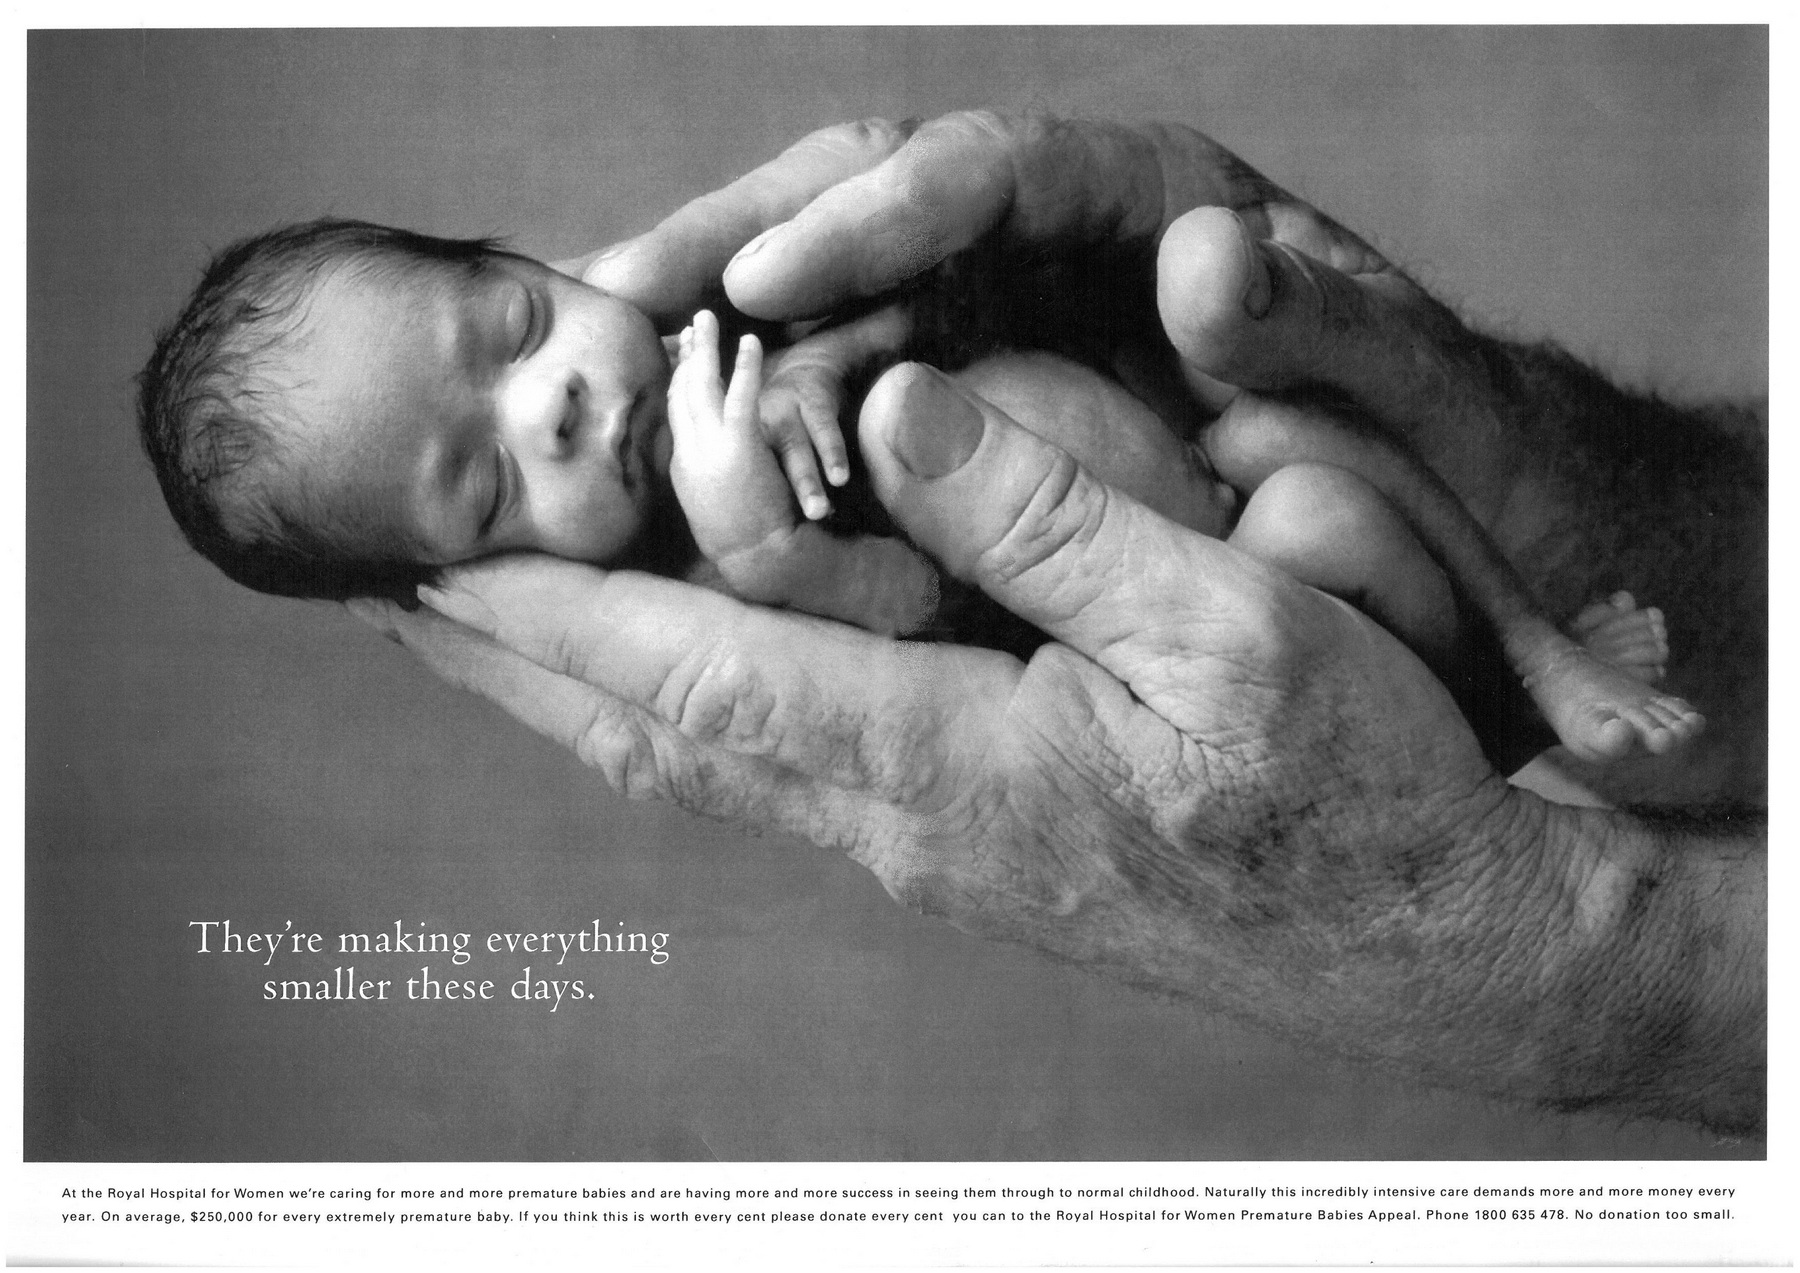 They're making everything
smaller these days.
At the Royal Hospital for Women we're caring for more and more premature babies and are having more and more success in seeing them through to normal childhood. Naturally this incredibly intensive care demands more and more money every
year. On average, $250,000 for every extremely premature baby. If you think this is worth every cent please donate every cent you can to the Royal Hospital for Women Premature Babies Appeal. Phone 1800 635 478. No donation too small.